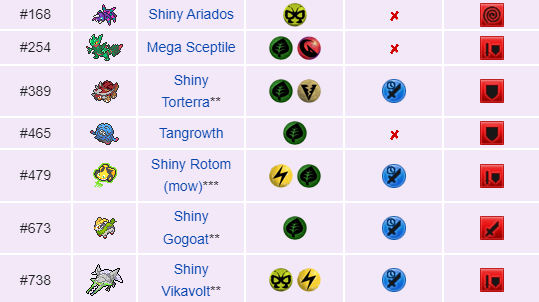 #168 Shiny Ariados
#254 Mega Sceptile
#389 Shiny
Torterra**
#465 Tangrowth
#479 Shiny Rotom
(mow)***
#673 Shiny
Gogoat**
#738 Shiny
Vikavolt**